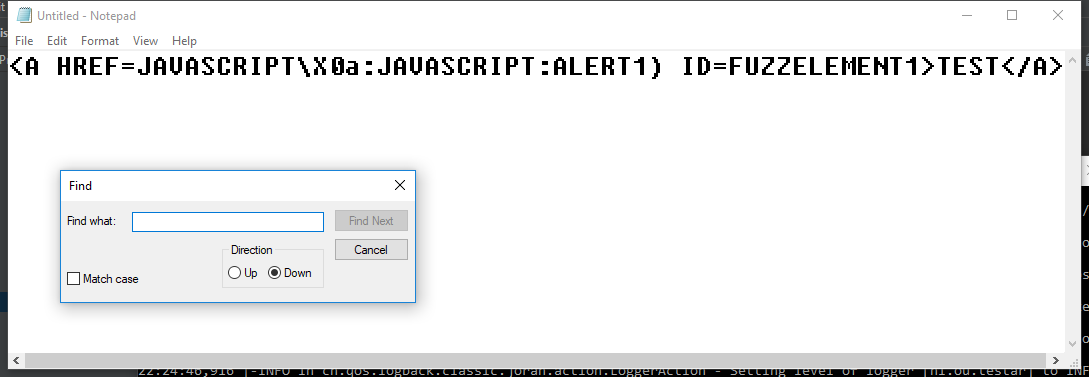 Untitled - Notepad
File Edit Format View Help
<A HREF=JAVASCRIPT\X0a:JAVASCRIPT:ALERT1) ID=FUZZELEMENT1>TEST</A>
Find
Find what:
Find Next
Direction
Cancel
Up Down
Match case
22:24:46,916 |-INFO in ch.qos.logback.classic.joran.action.LoggerAction - Setting level of logger [nl.ou.testar] to INF